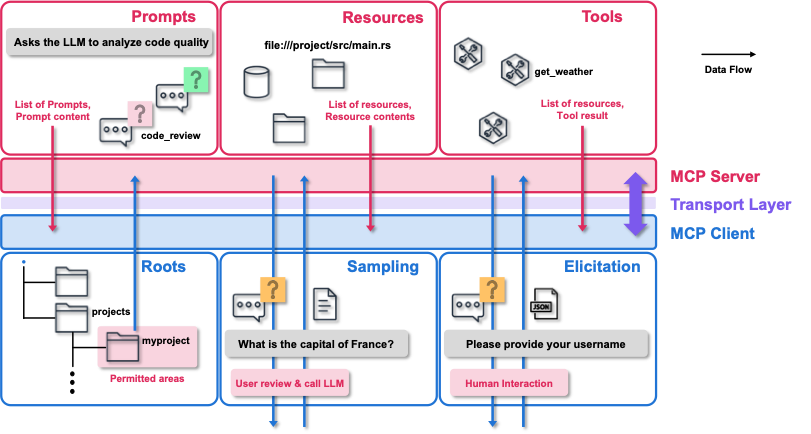 Prompts
Asks the LLM to analyze code quality
List of Prompts,
Prompt content
code_review
Resources
file:///project/src/main.rs
List of resources,
Resource contents
Tools
get_weather
List of resources,
Tool result
Data Flow
MCP Server
Transport Layer
MCP Client
Roots
projects
myproject
Permitted areas
Sampling
What is the capital of France?
User review & call LLM
Elicitation
JSON
Please provide your username
Human Interaction